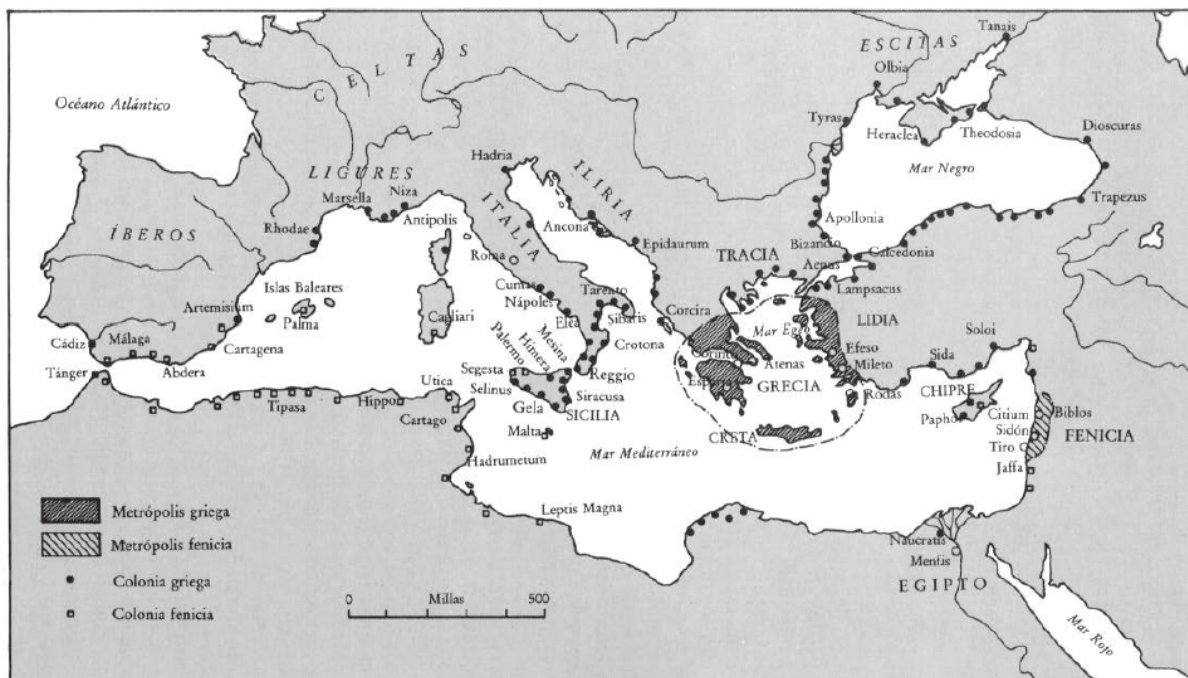 Tanais
ESCITAS
Olbia
CELTAS
Océano Atlántico
Tyras
Heraclea
Theodosia
Dioscuras
Mar Negro
Hadria
LIGURES
ILIRIA
Niza
Marsella
ITALIA
Trapezus
Antipolis
Rhodae
Apollonia
ÍBEROS
Ancona
Epidaurum
Bizancio
Calcedonia
Roma
TRACIA
Aenus
Islas Baleares
Cumas
Tarento
Lampsacus
Artemisium
Nápoles
Corcira
LIDIA
Palma
Elea
Sibaris
Mar Egeo
Soloi
Cádiz
Málaga
Cagliari
Mesina
Himera
Palermo
Crotona
Efeso
Cartagena
Corinto
Atenas
Sida
Tánger
Abdera
Segesta
Reggio
Mileto
Utica
Selinus
Siracusa
Esparta
GRECIA
Rodas
CHIPRE
Tipasa
Hippo
Gela
SICILIA
Citium
Biblos
Cartago
Paphos
Sidón
Malta
CRETA
Tiro
FENICIA
Hadrumetum
Mar Mediterráneo
Jaffa
Leptis Magna
Metrópolis griega
Metrópolis fenicia
Naucratis
Menfis
Colonia griega
EGIPTO
Colonia fenicia
0 Millas 500
Mar Rojo